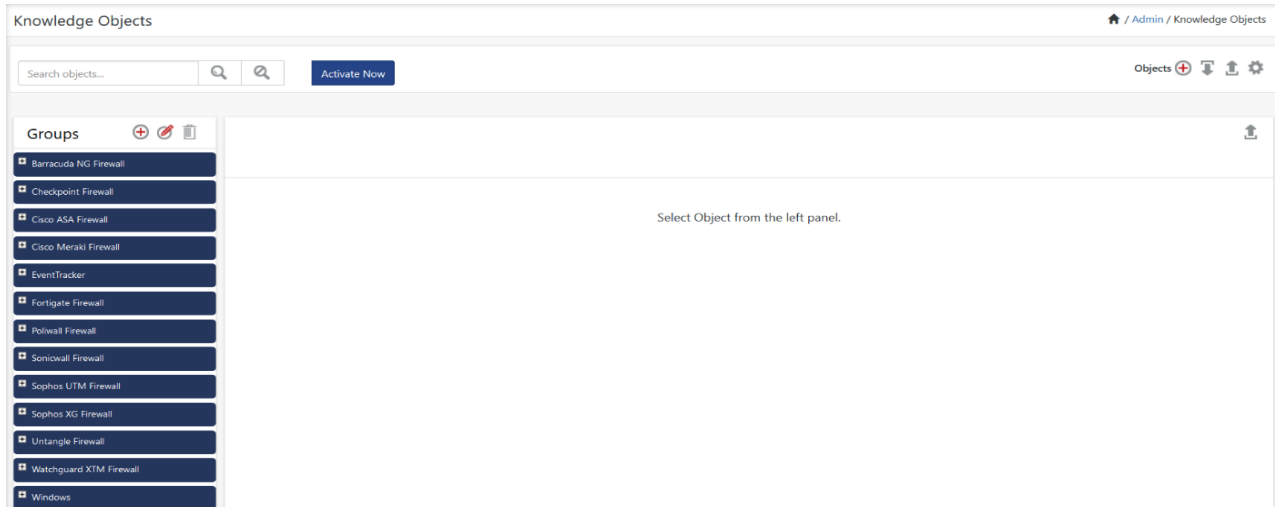 Knowledge Objects
/ Admin / Knowledge Objects
Search objects...
Activate Now
Objects
Groups
Barracuda NG Firewall
Checkpoint Firewall
Cisco ASA Firewall
Cisco Meraki Firewall
EventTracker
Fortigate Firewall
Poliwall Firewall
Sonicwall Firewall
Sophos UTM Firewall
Sophos XG Firewall
Untangle Firewall
Watchguard XTM Firewall
Windows
Select Object from the left panel.